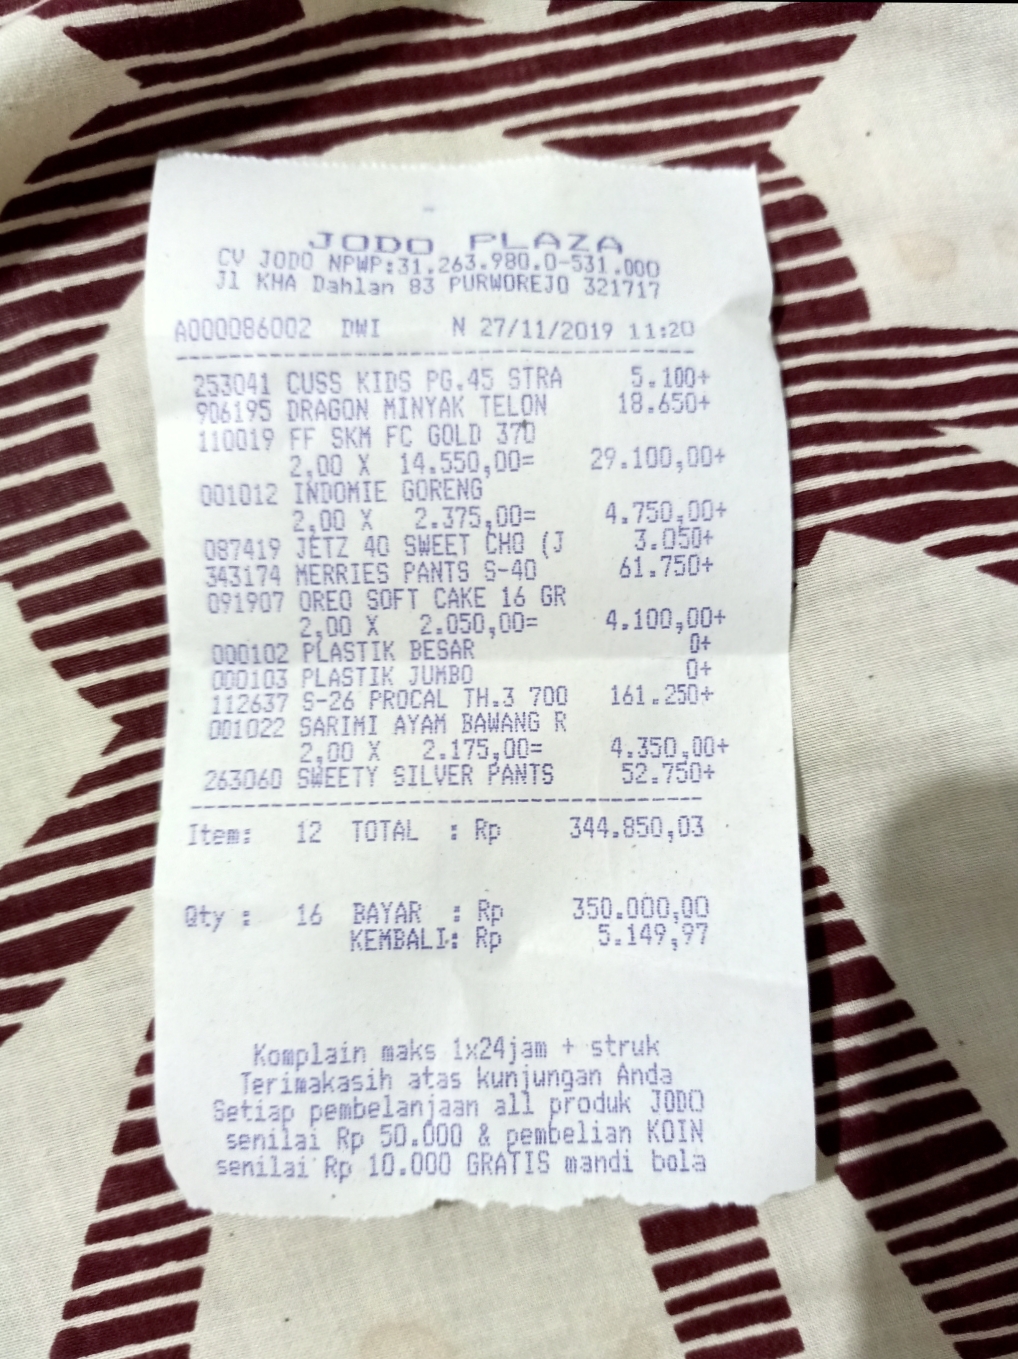 JODO PLAZA
CV JODO NPWP:31.263.980.0-531.000
Jl KHA Dahlan 83 PURWOREJO 321717
A000086002 DWI N 27/11/2019 11:20
253041 CUSS KIDS PG.45 STRA 5.100+
906195 DRAGON MINYAK TELON 18.650+
110019 FF SKM FC GOLD 370
2,00 X 14.550,00= 29.100,00+
001012 INDOMIE GORENG
2,00 X 2.375,00= 4.750,00+
087419 JETZ 40 SWEET CHO (J 3.050+
343174 MERRIES PANTS S-40 61.750+
091907 OREO SOFT CAKE 16 GR
2,00 X 2.050,00= 4.100,00+
000102 PLASTIK BESAR 0+
000103 PLASTIK JUMBO 0+
112637 S-26 PROCAL TH.3 700 161.250+
001022 SARIMI AYAM BAWANG R
2,00 X 2.175,00= 4.350,00+
263060 SWEETY SILVER PANTS 52.750+
Item: 12 TOTAL : Rp 344.850,03
Qty : 16 BAYAR : Rp 350.000,00
KEMBALI: Rp 5.149,97
Komplain maks 1x24jam + struk
Terimakasih atas kunjungan Anda
Setiap pembelanjaan all produk JODO
senilai Rp 50.000 & pembelian KOIN
senilai Rp 10.000 GRATIS mandi bola